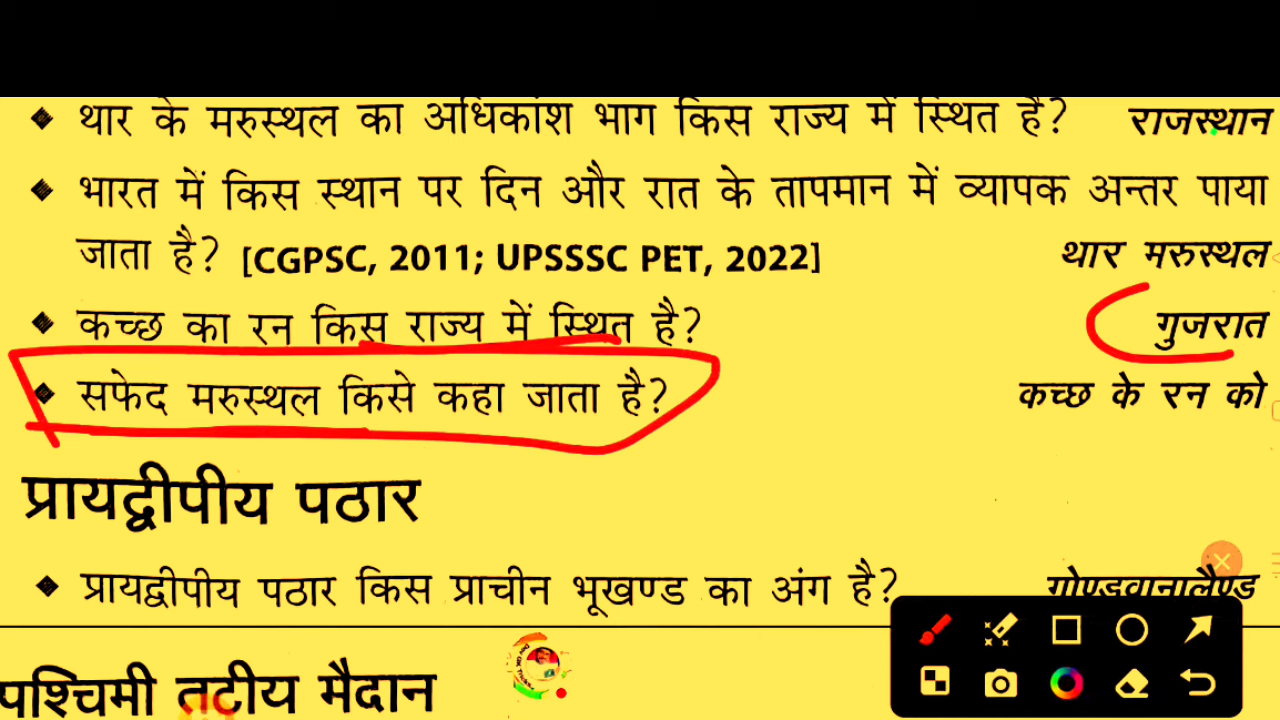 ◆ थार के मरुस्थल का अधिकांश भाग किस राज्य में स्थित है? राजस्थान
◆ भारत में किस स्थान पर दिन और रात के तापमान में व्यापक अन्तर पाया
जाता है? [CGPSC, 2011; UPSSSC PET, 2022] थार मरुस्थल
◆ कच्छ का रन किस राज्य में स्थित है? गुजरात
◆ सफेद मरुस्थल किसे कहा जाता है? कच्छ के रन को
प्रायद्वीपीय पठार
◆ प्रायद्वीपीय पठार किस प्राचीन भूखण्ड का अंग है? गोण्डवानालैण्ड
पश्चिमी तटीय मैदान